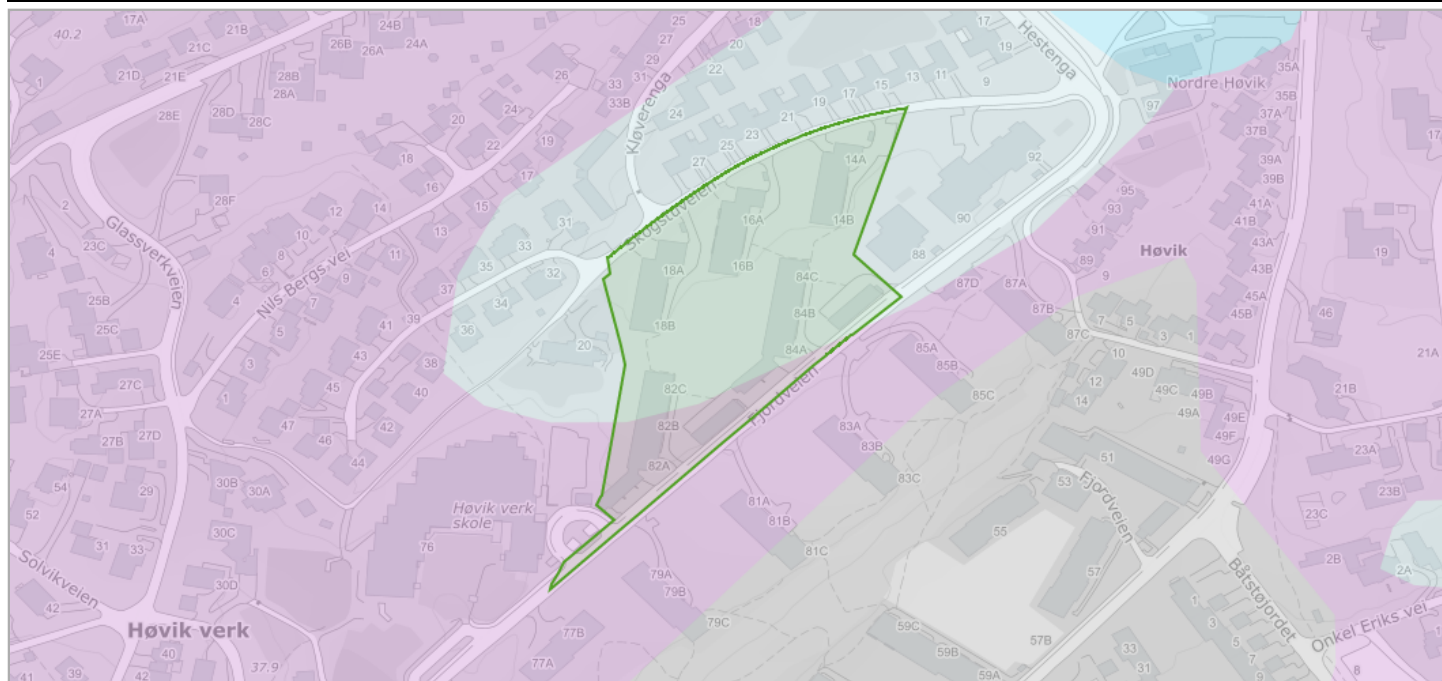 17A
21B
24B
25
18
17
40.2
21C
26B
24A
27
20
19
Hestenga
26A
29
1
21D
21E
28B
26
31
22
9
35A
28A
33
33B
15
13
11
Nordre Høvik
35B
28E
28D
24
24
19
17
97
37A
28C
20
Kløverenga
21
37B
22
19
23
25
18
17
27
14A
92
39A
2
28F
16
39B
12
14
15
31
16A
14B
95
41A
Glassverkveien
23C
10
13
33
Skogstuveien
90
93
41B
4
8
11
91
43A
19
6
35
32
18A
16B
84C
88
89
Høvik
Nils Bergs vei
9
37
87D
87A
9
43B
25B
4
34
84B
87B
45A
5
41
39
36
18B
7
5
3
1
45B
46
25C
20
87C
25E
3
43
38
84A
85A
10
21A
27C
45
40
82C
85B
12
49D
1
Fjordveien
85C
49C
49B
21B
27A
14
49A
47
42
82B
83A
49E
27B
27D
46
83B
49F
23A
44
82A
51
49G
54
30B
83C
29
30A
Høvik verk
skole
81A
53
23B
52
76
81B
55
Fjordveien
23C
30C
81C
31
33
57
2B
2A
Solvikveien
30D
79A
Båtstøjordet
42
79B
1
Høvik verk
77B
79C
59C
57B
3
Onkel Eriks vei
40
5
37.9
77A
59B
33
7
41
39
42
59A
31
9
8